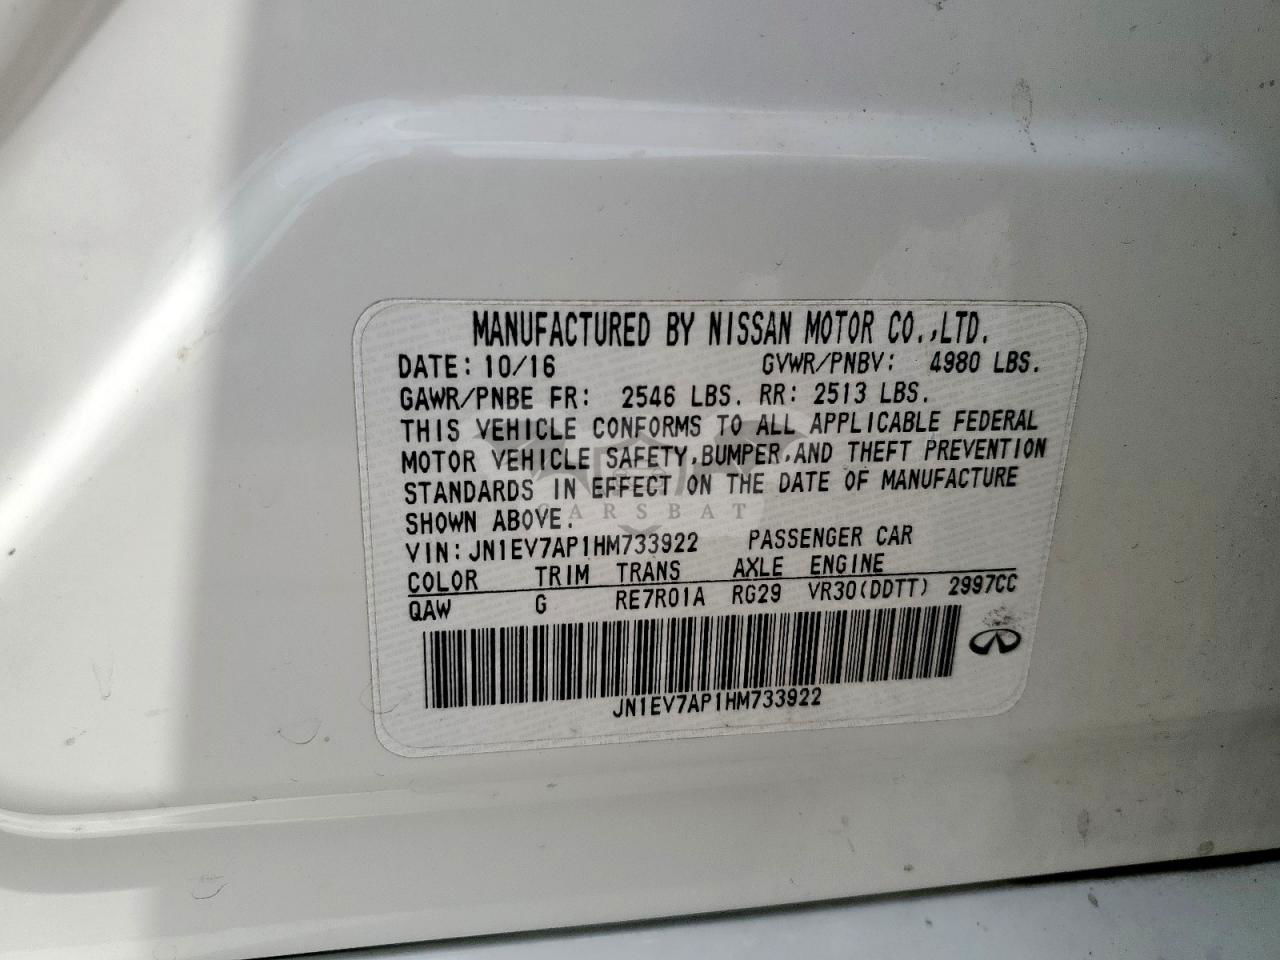 MANUFACTURED BY NISSAN MOTOR CO.,LTD.
DATE: 10/16 GVWR/PNBV: 4980 LBS.
GAWR/PNBE FR: 2546 LBS. RR: 2513 LBS.
THIS VEHICLE CONFORMS TO ALL APPLICABLE FEDERAL
MOTOR VEHICLE SAFETY,BUMPER,AND THEFT PREVENTION
STANDARDS IN EFFECT ON THE DATE OF MANUFACTURE
CARSBAT
SHOWN ABOVE.
VIN: JN1EV7AP1HM733922 PASSENGER CAR
COLOR TRIM TRANS AXLE ENGINE
QAW G RE7R01A RG29 VR30(DDTT) 2997CC
JN1EV7AP1HM733922